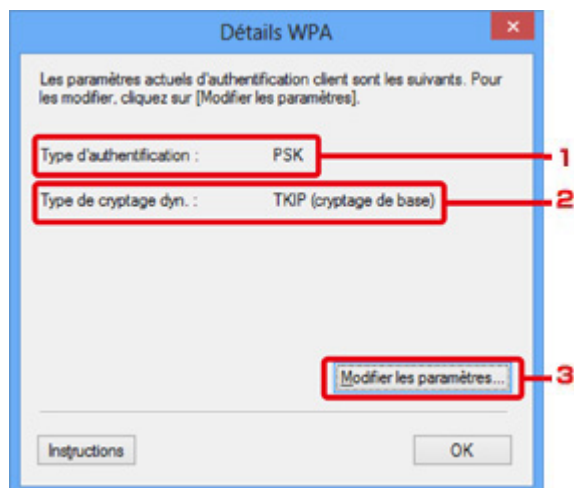 Détails WPA
Les paramètres actuels d'authentification client sont les suivants. Pour
les modifier, cliquez sur [Modifier les paramètres].
Type d'authentification : PSK
1
Type de cryptage dyn. : TKIP (cryptage de base)
2
Modifier les paramètres...
3
Instructions
OK